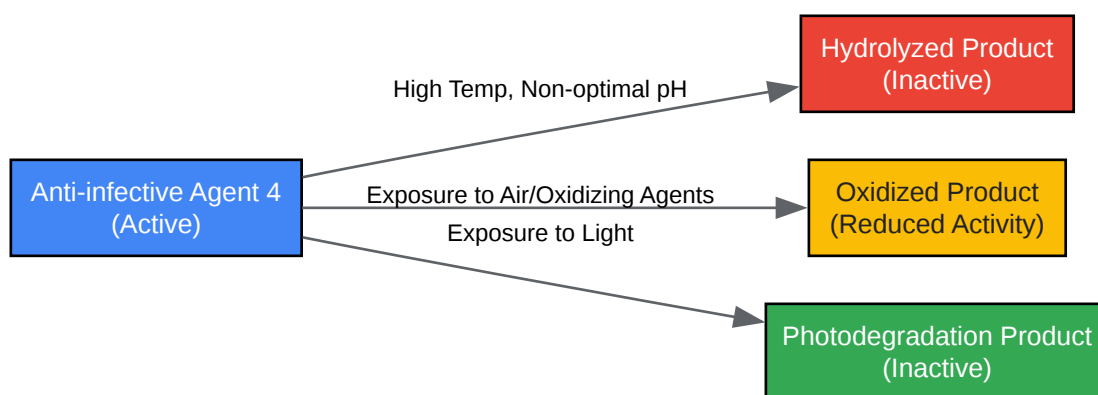 Hydrolyzed Product
(Inactive)
High Temp, Non-optimal pH
Anti-infective Agent 4
(Active)
Exposure to Air/Oxidizing Agents
Oxidized Product
(Reduced Activity)
Exposure to Light
Photodegradation Product
(Inactive)